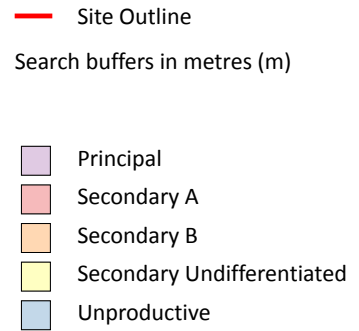 Site Outline
Search buffers in metres (m)
Principal
Secondary A
Secondary B
Secondary Undifferentiated
Unproductive